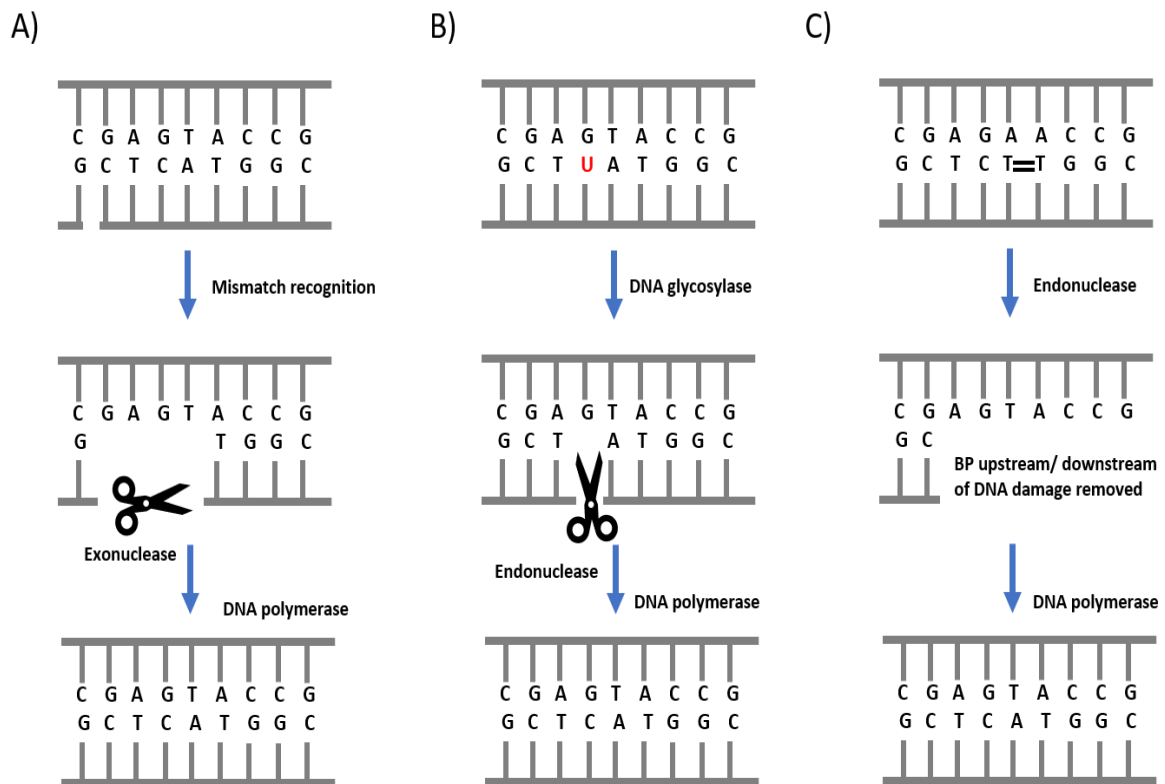 A)
C G A G T A C C G
G C T C A T G G C
Mismatch recognition
C G A G T A C C G
G T G G C
Exonuclease
DNA polymerase
C G A G T A C C G
G C T C A T G G C
B)
C G A G T A C C G
G C T U A T G G C
DNA glycosylase
C G A G T A C C G
G C T A T G G C
Endonuclease
DNA polymerase
C G A G T A C C G
G C T C A T G G C
C)
C G A G A A C C G
G C T C T=T G G C
Endonuclease
C G A G T A C C G
G C
BP upstream/ downstream
of DNA damage removed
DNA polymerase
C G A G T A C C G
G C T C A T G G C